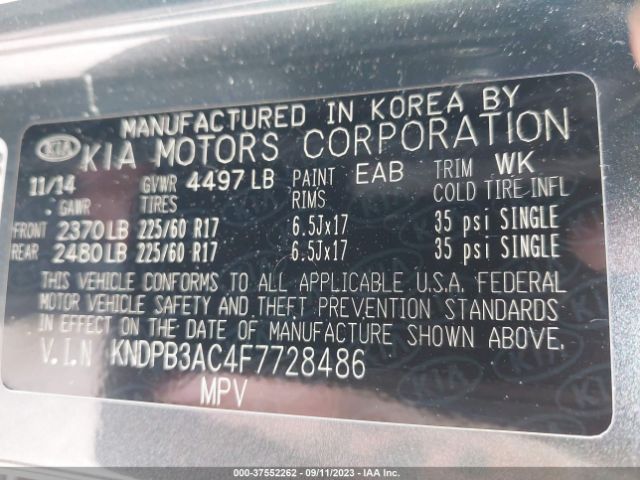 MANUFACTURED IN KOREA BY
KIA KIA MOTORS CORPORATION
11/14 GVWR 4497 LB PAINT EAB TRIM WK
GAWR TIRES RIMS COLD TIRE INFL
FRONT 2370 LB 225/60 R17 6.5Jx17 35 psi SINGLE
REAR 2480 LB 225/60 R17 6.5Jx17 35 psi SINGLE
THIS VEHICLE CONFORMS TO ALL APPLICABLE U.S.A. FEDERAL
MOTOR VEHICLE SAFETY AND THEFT PREVENTION STANDARDS
IN EFFECT ON THE DATE OF MANUFACTURE SHOWN ABOVE.
V.I.N KNDPB3AC4F7728486
MPV
000-37552262 - 09/11/2023 - IAA Inc.